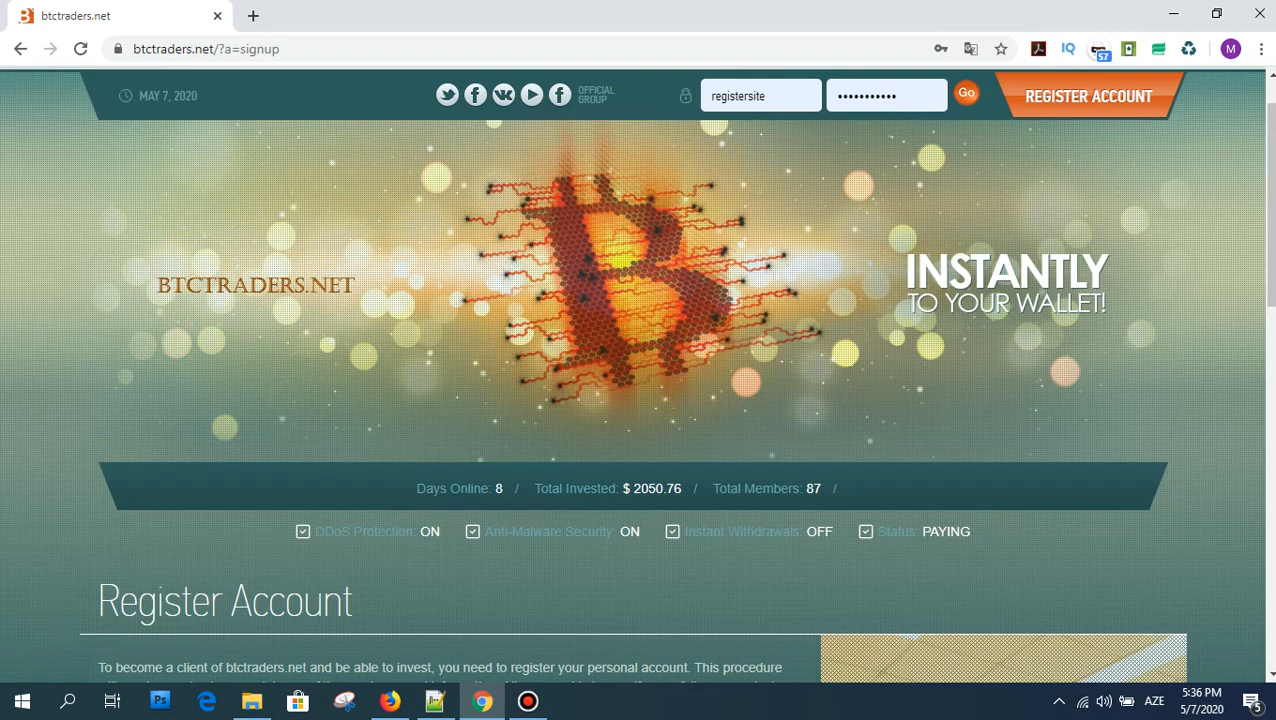 btctraders.net
btctraders.net/?a=signup
57
M
MAY 7, 2020
OFFICIAL
GROUP
registersite
•••••••••••
Go
REGISTER ACCOUNT
BTCTRADERS.NET
INSTANTLY
TO YOUR WALLET!
Days Online: 8 / Total Invested: $ 2050.76 / Total Members: 87 /
DDoS Protection: ON Anti-Malware Security: ON Instant Withdrawals: OFF Status: PAYING
Register Account
To become a client of btctraders.net and be able to invest, you need to register your personal account. This procedure
Ps
AZE
5:36 PM
5/7/2020
5